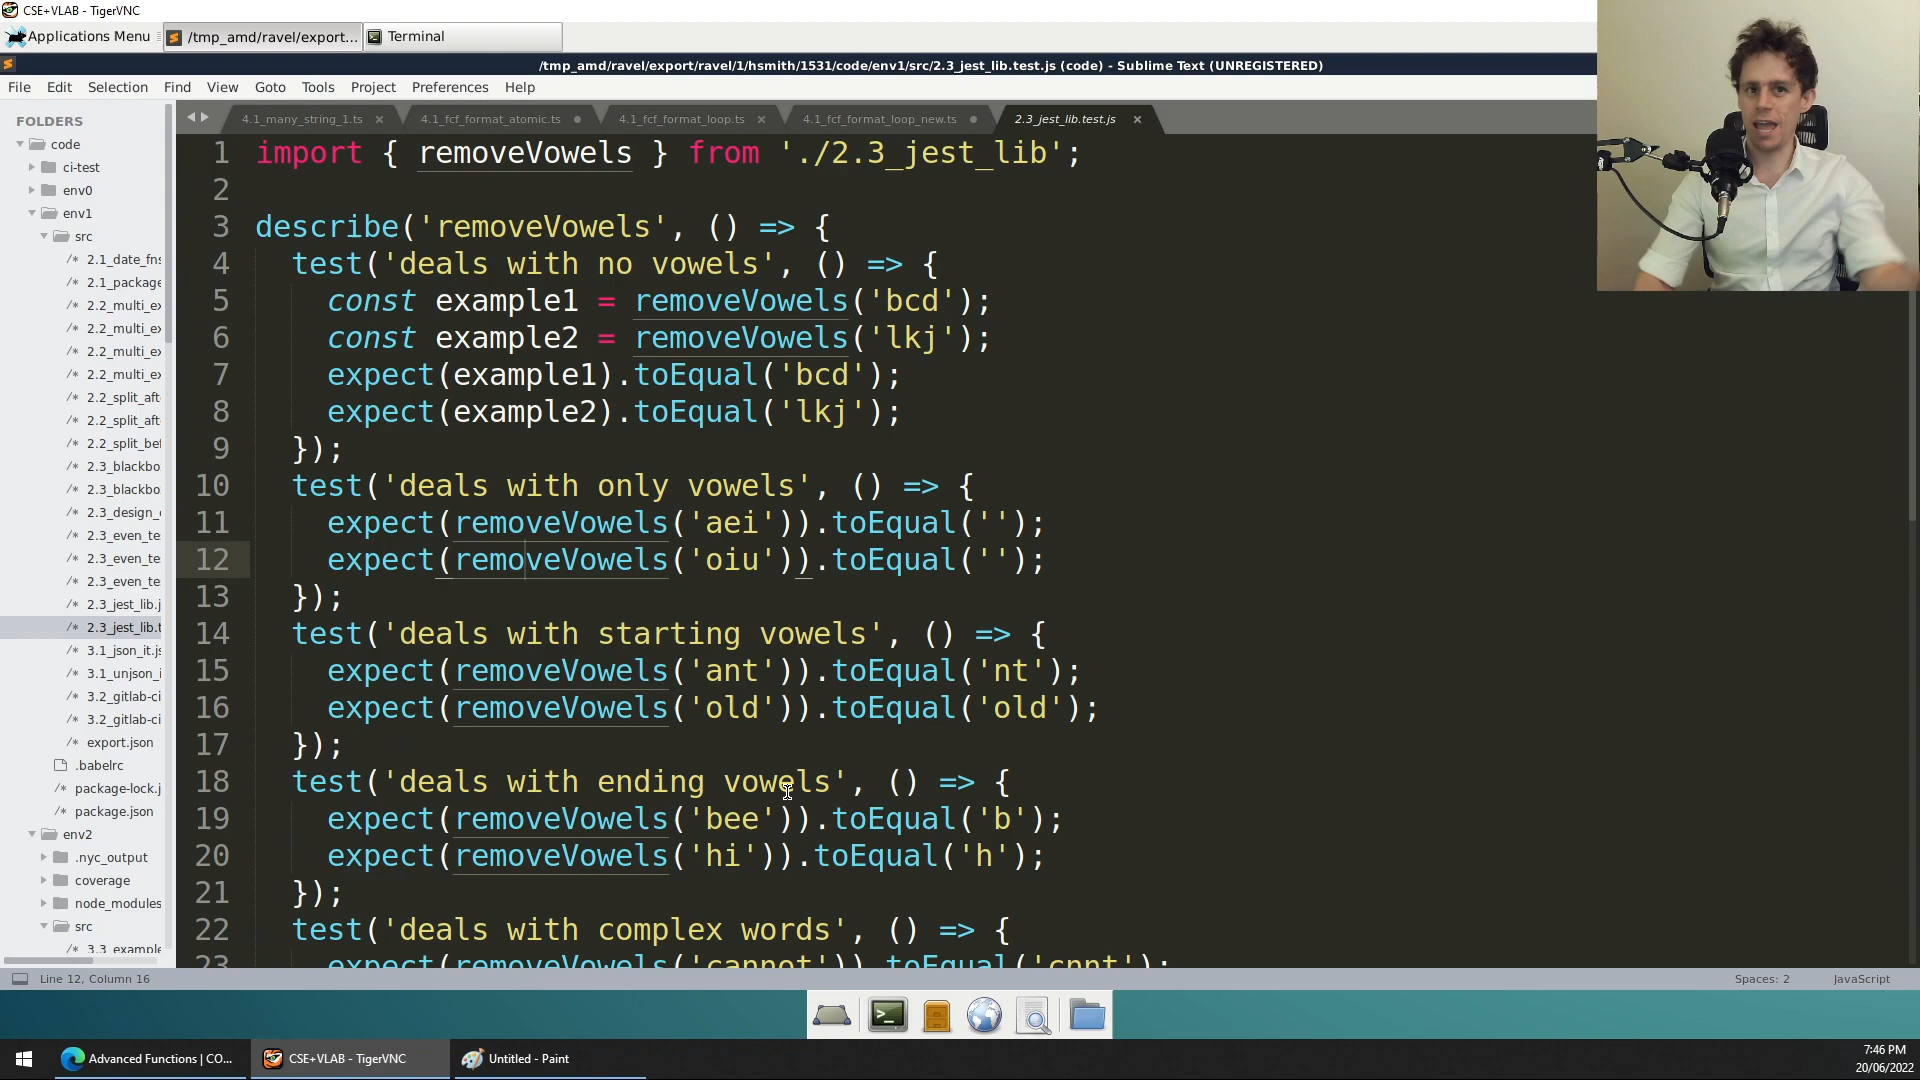 CSE+VLAB - TigerVNC
Applications Menu
/tmp_amd/ravel/export...
Terminal
/tmp_amd/ravel/export/ravel/1/hsmith/1531/code/env1/src/2.3_jest_lib.test.js (code) - Sublime Text (UNREGISTERED)
File Edit Selection Find View Goto Tools Project Preferences Help
FOLDERS
code
ci-test
env0
env1
src
/* 2.1_date_fns
/* 2.1_package
/* 2.2_multi_ex
/* 2.2_multi_ex
/* 2.2_multi_ex
/* 2.2_multi_ex
/* 2.2_split_aft
/* 2.2_split_aft
/* 2.2_split_bef
/* 2.3_blackbo
/* 2.3_blackbo
/* 2.3_design_
/* 2.3_even_te
/* 2.3_even_te
/* 2.3_even_te
/* 2.3_jest_lib.j
/* 2.3_jest_lib.t
/* 3.1_json_it.js
/* 3.1_unjson_i
/* 3.2_gitlab-ci
/* 3.2_gitlab-ci
/* export.json
.babelrc
/* package-lock.j
/* package.json
env2
.nyc_output
coverage
node_modules
src
/* 3.3_example
4.1_many_string_1.ts
4.1_fcf_format_atomic.ts
4.1_fcf_format_loop.ts
4.1_fcf_format_loop_new.ts
2.3_jest_lib.test.js
1 import { removeVowels } from './2.3_jest_lib';
2
3 describe('removeVowels', () => {
4 test('deals with no vowels', () => {
5 const example1 = removeVowels('bcd');
6 const example2 = removeVowels('lkj');
7 expect(example1).toEqual('bcd');
8 expect(example2).toEqual('lkj');
9 });
10 test('deals with only vowels', () => {
11 expect(removeVowels('aei')).toEqual('');
12 expect(removeVowels('oiu')).toEqual('');
13 });
14 test('deals with starting vowels', () => {
15 expect(removeVowels('ant')).toEqual('nt');
16 expect(removeVowels('old')).toEqual('old');
17 });
18 test('deals with ending vowels', () => {
19 expect(removeVowels('bee')).toEqual('b');
20 expect(removeVowels('hi')).toEqual('h');
21 });
22 test('deals with complex words', () => {
23 expect(removeVowels('cannot')).toEqual('cnnt');
Line 12, Column 16
Spaces: 2
JavaScript
Advanced Functions | CO...
CSE+VLAB - TigerVNC
Untitled - Paint
7:46 PM
20/06/2022